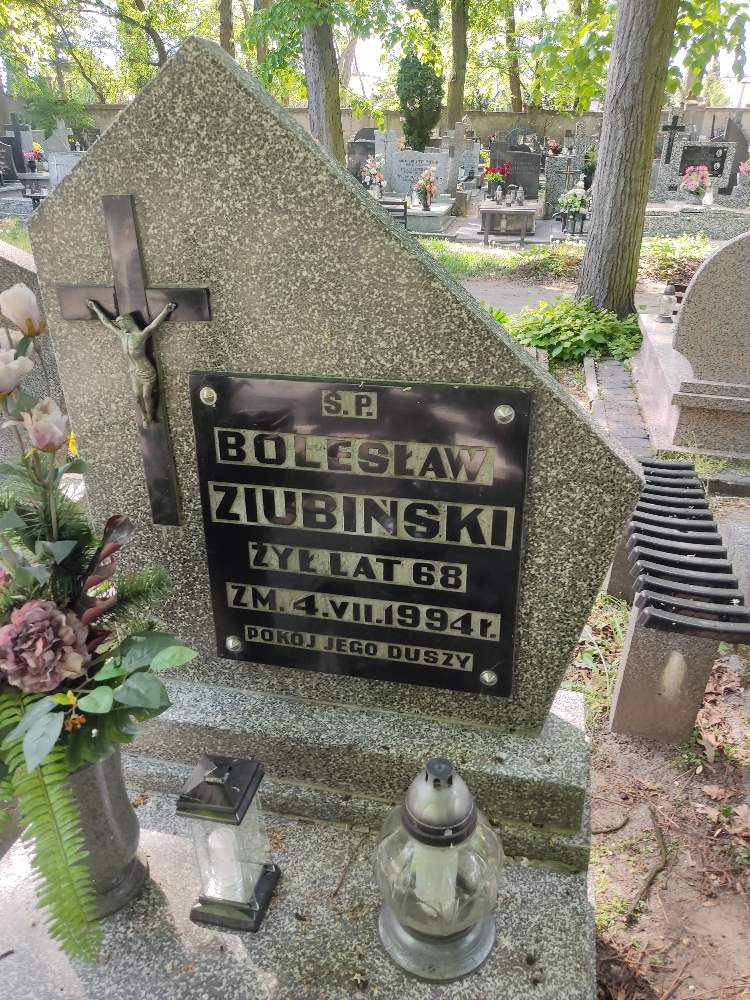 Ś.P.
BOLESŁAW
ZIUBIŃSKI
ŻYŁ LAT 68
ZM. 4.VII.1994r.
POKÓJ JEGO DUSZY